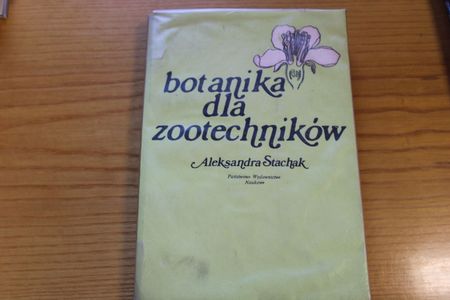 botanika
dla
zootechników
Aleksandra Stachak
Państwowe Wydawnictwo
Naukowe